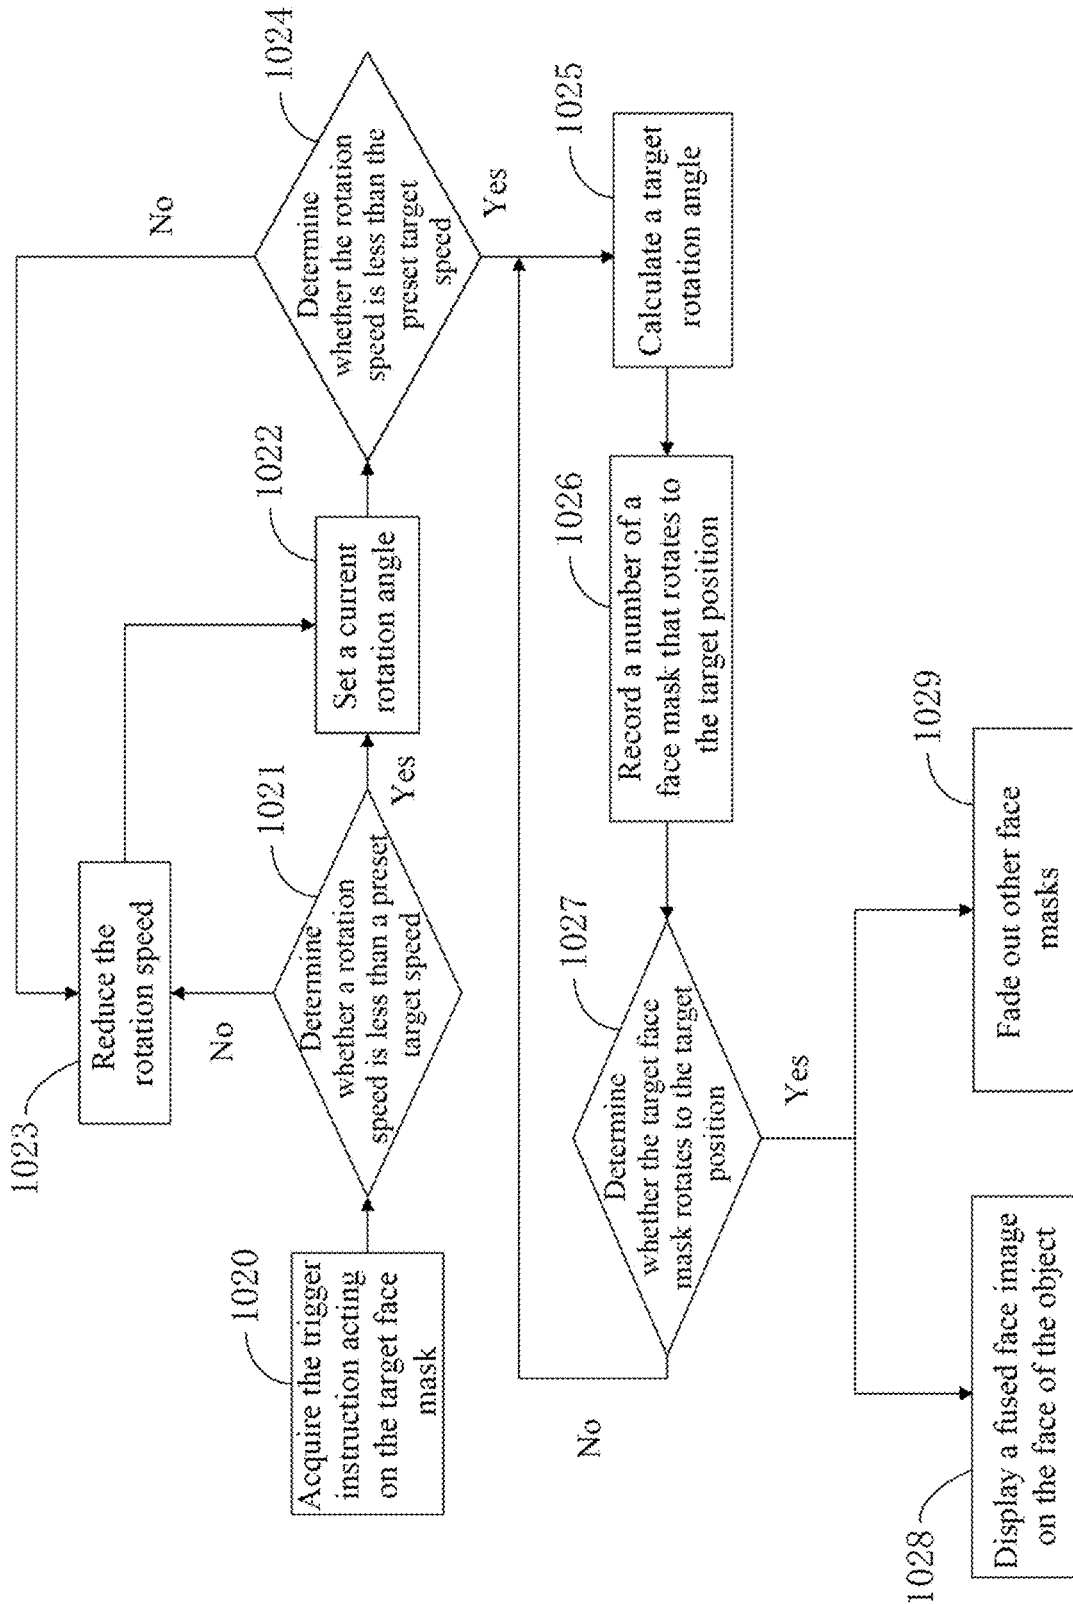 1020
Acquire the trigger
instruction acting
on the target face
mask
1021
Determine
whether a rotation
speed is less than a preset
target speed
No
Yes
1023
Reduce the
rotation speed
1022
Set a current
rotation angle
1024
Determine
whether the rotation
speed is less than the
preset target
speed
No
Yes
1025
Calculate a target
rotation angle
1026
Record a number of a
face mask that rotates to
the target position
1027
Determine
whether the target face
mask rotates to the target
position
No
Yes
1028
Display a fused face image
on the face of the object
1029
Fade out other face
masks